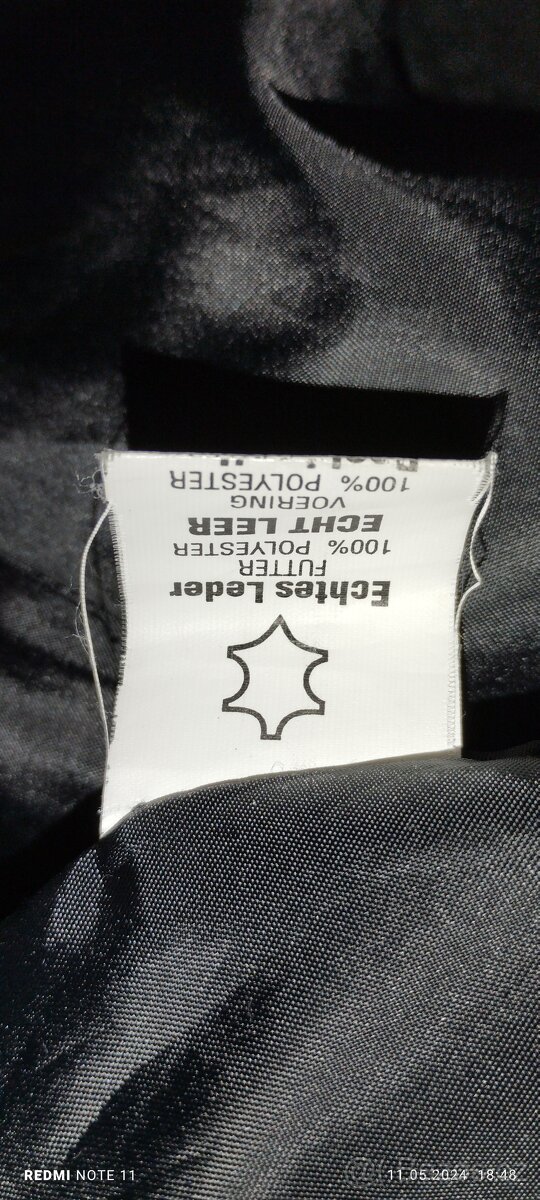 Echtes Leder
FUTTER
100% POLYESTER
ECHT LEER
VOERING
100% POLYESTER
REDMI NOTE 11
11.05.2024 18:48